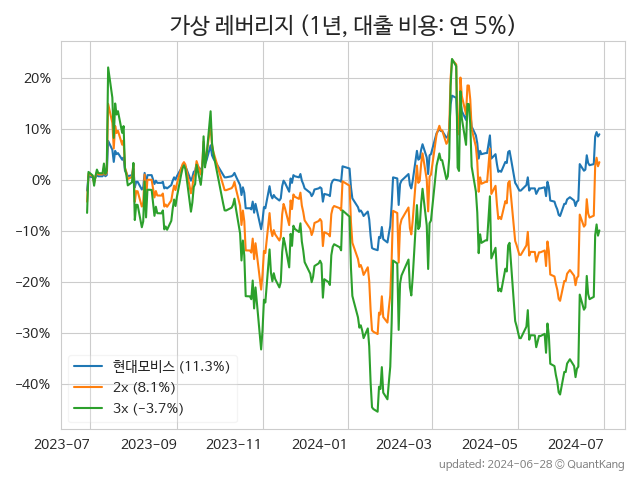 가상 레버리지 (1년, 대출 비용: 연 5%)
20%
10%
0%
−10%
−20%
−30%
−40%
현대모비스 (11.3%)
2x (8.1%)
3x (−3.7%)
2023-07 2023-09 2023-11 2024-01 2024-03 2024-05 2024-07
updated: 2024-06-28 © QuantKang